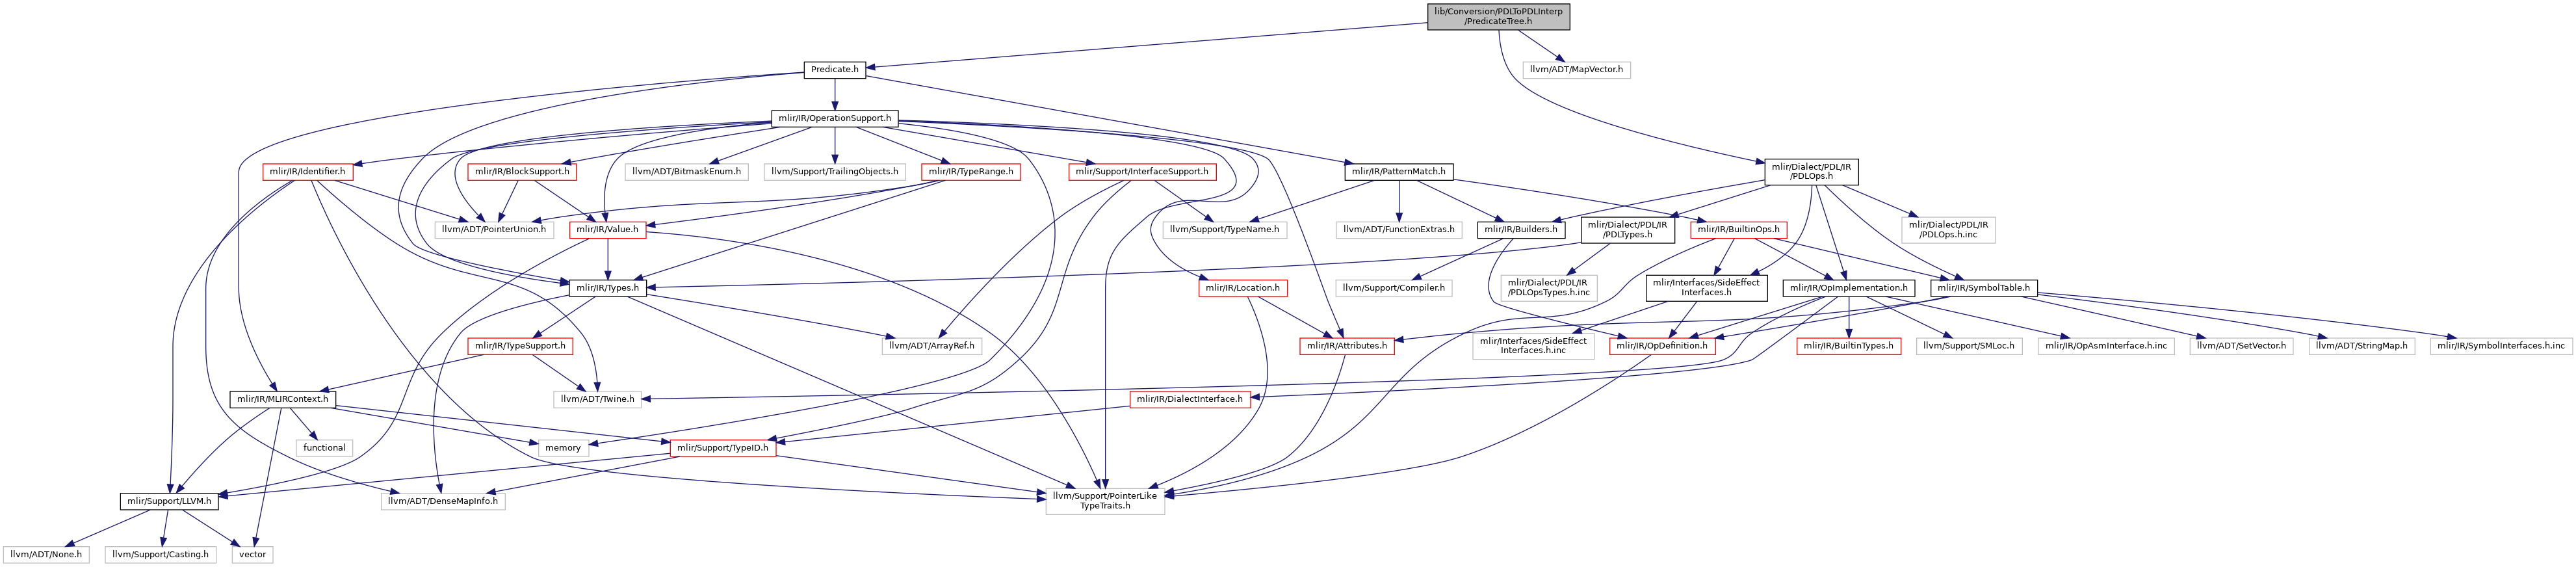 lib/Conversion/PDLToPDLInterp
/PredicateTree.h
Predicate.h
llvm/ADT/MapVector.h
mlir/IR/OperationSupport.h
mlir/IR/Identifier.h
mlir/IR/BlockSupport.h
llvm/ADT/BitmaskEnum.h
llvm/Support/TrailingObjects.h
mlir/IR/TypeRange.h
mlir/Support/InterfaceSupport.h
mlir/IR/PatternMatch.h
mlir/Dialect/PDL/IR
/PDLOps.h
llvm/ADT/PointerUnion.h
mlir/IR/Value.h
llvm/Support/TypeName.h
llvm/ADT/FunctionExtras.h
mlir/IR/Builders.h
mlir/Dialect/PDL/IR
/PDLTypes.h
mlir/IR/BuiltinOps.h
mlir/Dialect/PDL/IR
/PDLOps.h.inc
mlir/IR/Types.h
mlir/IR/Location.h
llvm/Support/Compiler.h
mlir/Dialect/PDL/IR
/PDLOpsTypes.h.inc
mlir/Interfaces/SideEffect
Interfaces.h
mlir/IR/OpImplementation.h
mlir/IR/SymbolTable.h
mlir/IR/TypeSupport.h
llvm/ADT/ArrayRef.h
mlir/IR/Attributes.h
mlir/Interfaces/SideEffect
Interfaces.h.inc
mlir/IR/OpDefinition.h
mlir/IR/BuiltinTypes.h
llvm/Support/SMLoc.h
mlir/IR/OpAsmInterface.h.inc
llvm/ADT/SetVector.h
llvm/ADT/StringMap.h
mlir/IR/SymbolInterfaces.h.inc
mlir/IR/MLIRContext.h
llvm/ADT/Twine.h
mlir/IR/DialectInterface.h
functional
memory
mlir/Support/TypeID.h
mlir/Support/LLVM.h
llvm/ADT/DenseMapInfo.h
llvm/Support/PointerLike
TypeTraits.h
llvm/ADT/None.h
llvm/Support/Casting.h
vector